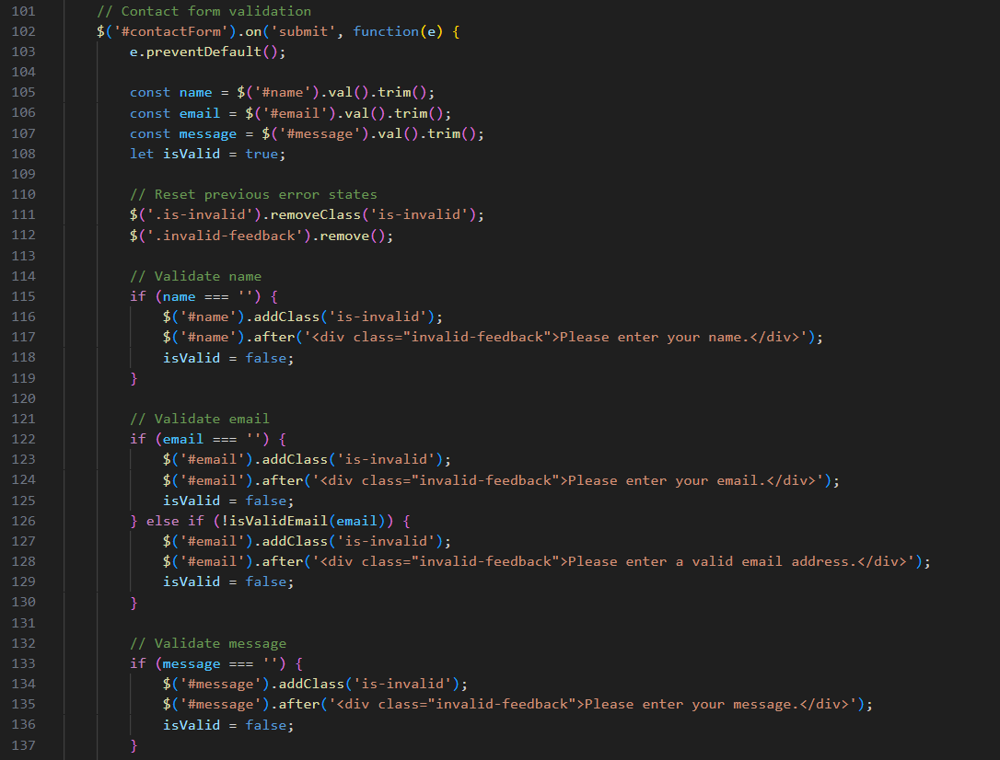 101 // Contact form validation
102 $('#contactForm').on('submit', function(e) {
103 e.preventDefault();
104
105 const name = $('#name').val().trim();
106 const email = $('#email').val().trim();
107 const message = $('#message').val().trim();
108 let isValid = true;
109
110 // Reset previous error states
111 $('.is-invalid').removeClass('is-invalid');
112 $('.invalid-feedback').remove();
113
114 // Validate name
115 if (name === '') {
116 $('#name').addClass('is-invalid');
117 $('#name').after('<div class="invalid-feedback">Please enter your name.</div>');
118 isValid = false;
119 }
120
121 // Validate email
122 if (email === '') {
123 $('#email').addClass('is-invalid');
124 $('#email').after('<div class="invalid-feedback">Please enter your email.</div>');
125 isValid = false;
126 } else if (!isValidEmail(email)) {
127 $('#email').addClass('is-invalid');
128 $('#email').after('<div class="invalid-feedback">Please enter a valid email address.</div>');
129 isValid = false;
130 }
131
132 // Validate message
133 if (message === '') {
134 $('#message').addClass('is-invalid');
135 $('#message').after('<div class="invalid-feedback">Please enter your message.</div>');
136 isValid = false;
137 }